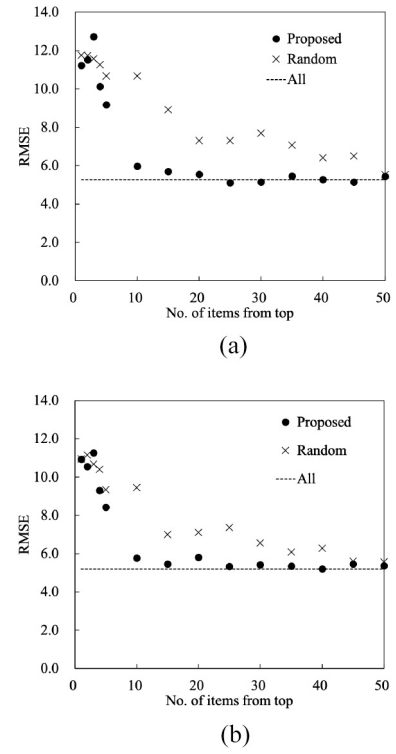 14.0
12.0
10.0
8.0
6.0
4.0
2.0
0.0
RMSE
Proposed
Random
All
0 10 20 30 40 50
No. of items from top
(a)
14.0
12.0
10.0
8.0
6.0
4.0
2.0
0.0
RMSE
Proposed
Random
All
0 10 20 30 40 50
No. of items from top
(b)